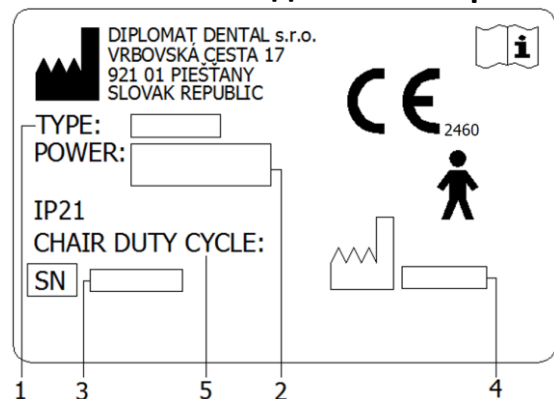 DIPLOMAT DENTAL s.r.o.
VRBOVSKÁ CESTA 17
921 01 PIEŠŤANY
SLOVAK REPUBLIC
i
CE 2460
TYPE:
POWER:
IP21
CHAIR DUTY CYCLE:
SN
1 3 5 2 4